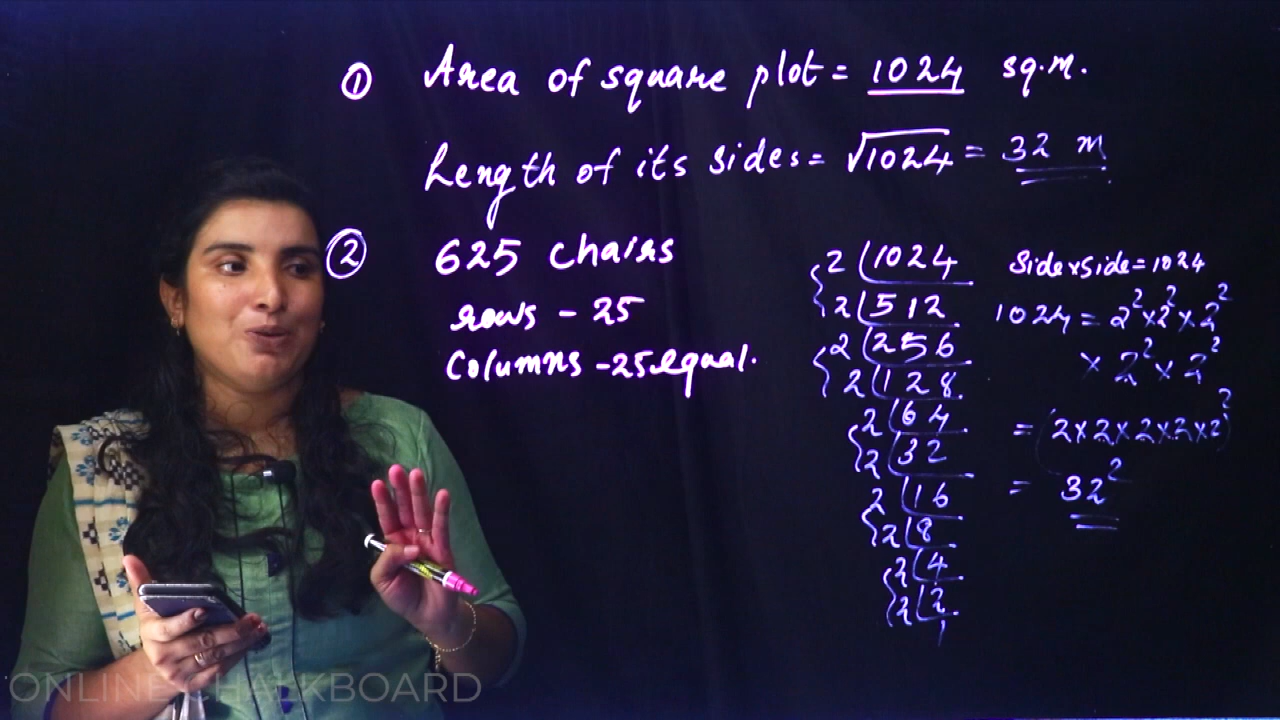 ① Area of square plot = 1024 sq.m.
Length of its sides = √1024 = 32 m
② 625 chairs
rows - 25
columns - 25 equal.
2 1024
2 512
2 256
2 128
2 64
2 32
2 16
2 8
2 4
2 2
1
Side×Side = 1024
1024 = 2² × 2² × 2²
× 2² × 2²
= (2×2×2×2×2)²
= 32²
ONLINE CHALKBOARD